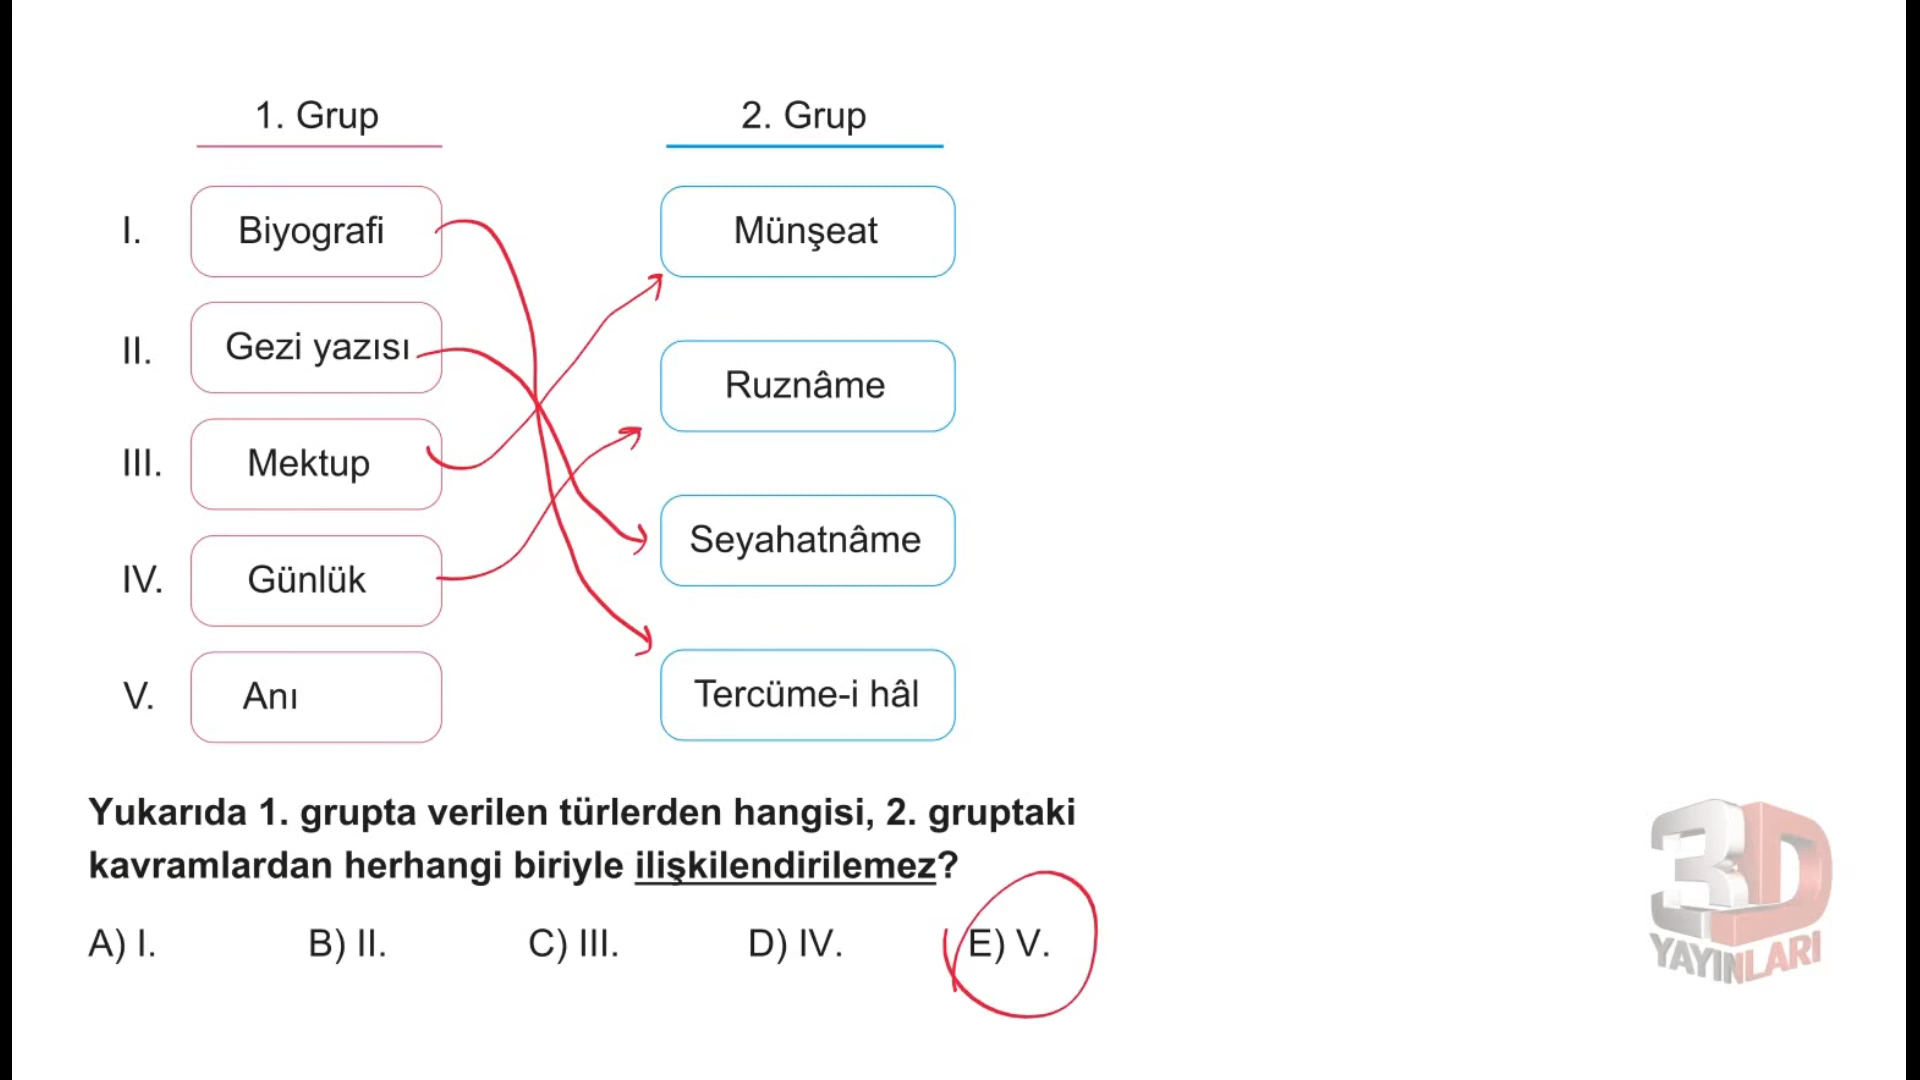 1. Grup
2. Grup
I.
Biyografi
Münşeat
II.
Gezi yazısı
Ruznâme
III.
Mektup
Seyahatnâme
IV.
Günlük
Tercüme-i hâl
V.
Anı
Yukarıda 1. grupta verilen türlerden hangisi, 2. gruptaki
kavramlardan herhangi biriyle ilişkilendirilemez?
A) I. B) II. C) III. D) IV. E) V.
3D
YAYINLARI